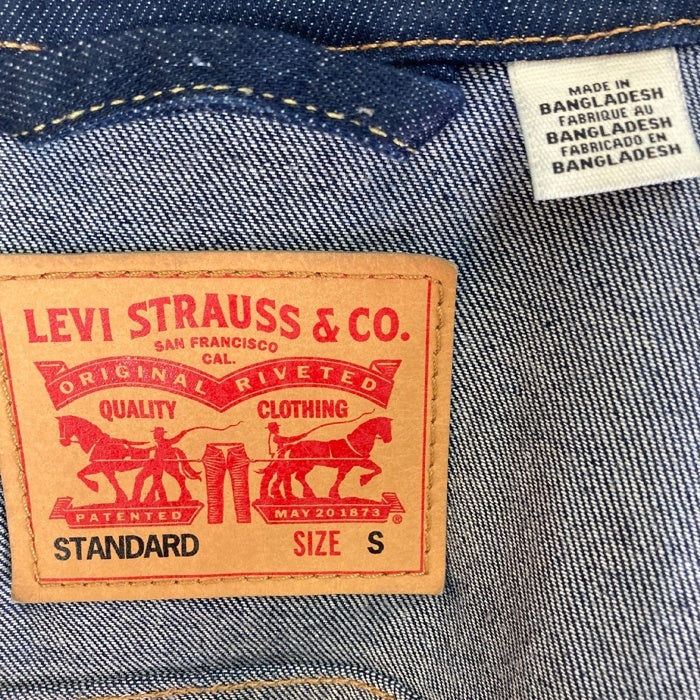 MADE IN
BANGLADESH
FABRIQUE AU
BANGLADESH
FABRICADO EN
BANGLADESH
LEVI STRAUSS & CO.
SAN FRANCISCO
CAL.
ORIGINAL RIVETED
QUALITY CLOTHING
PATENTED MAY 20 1873 ®
STANDARD SIZE S